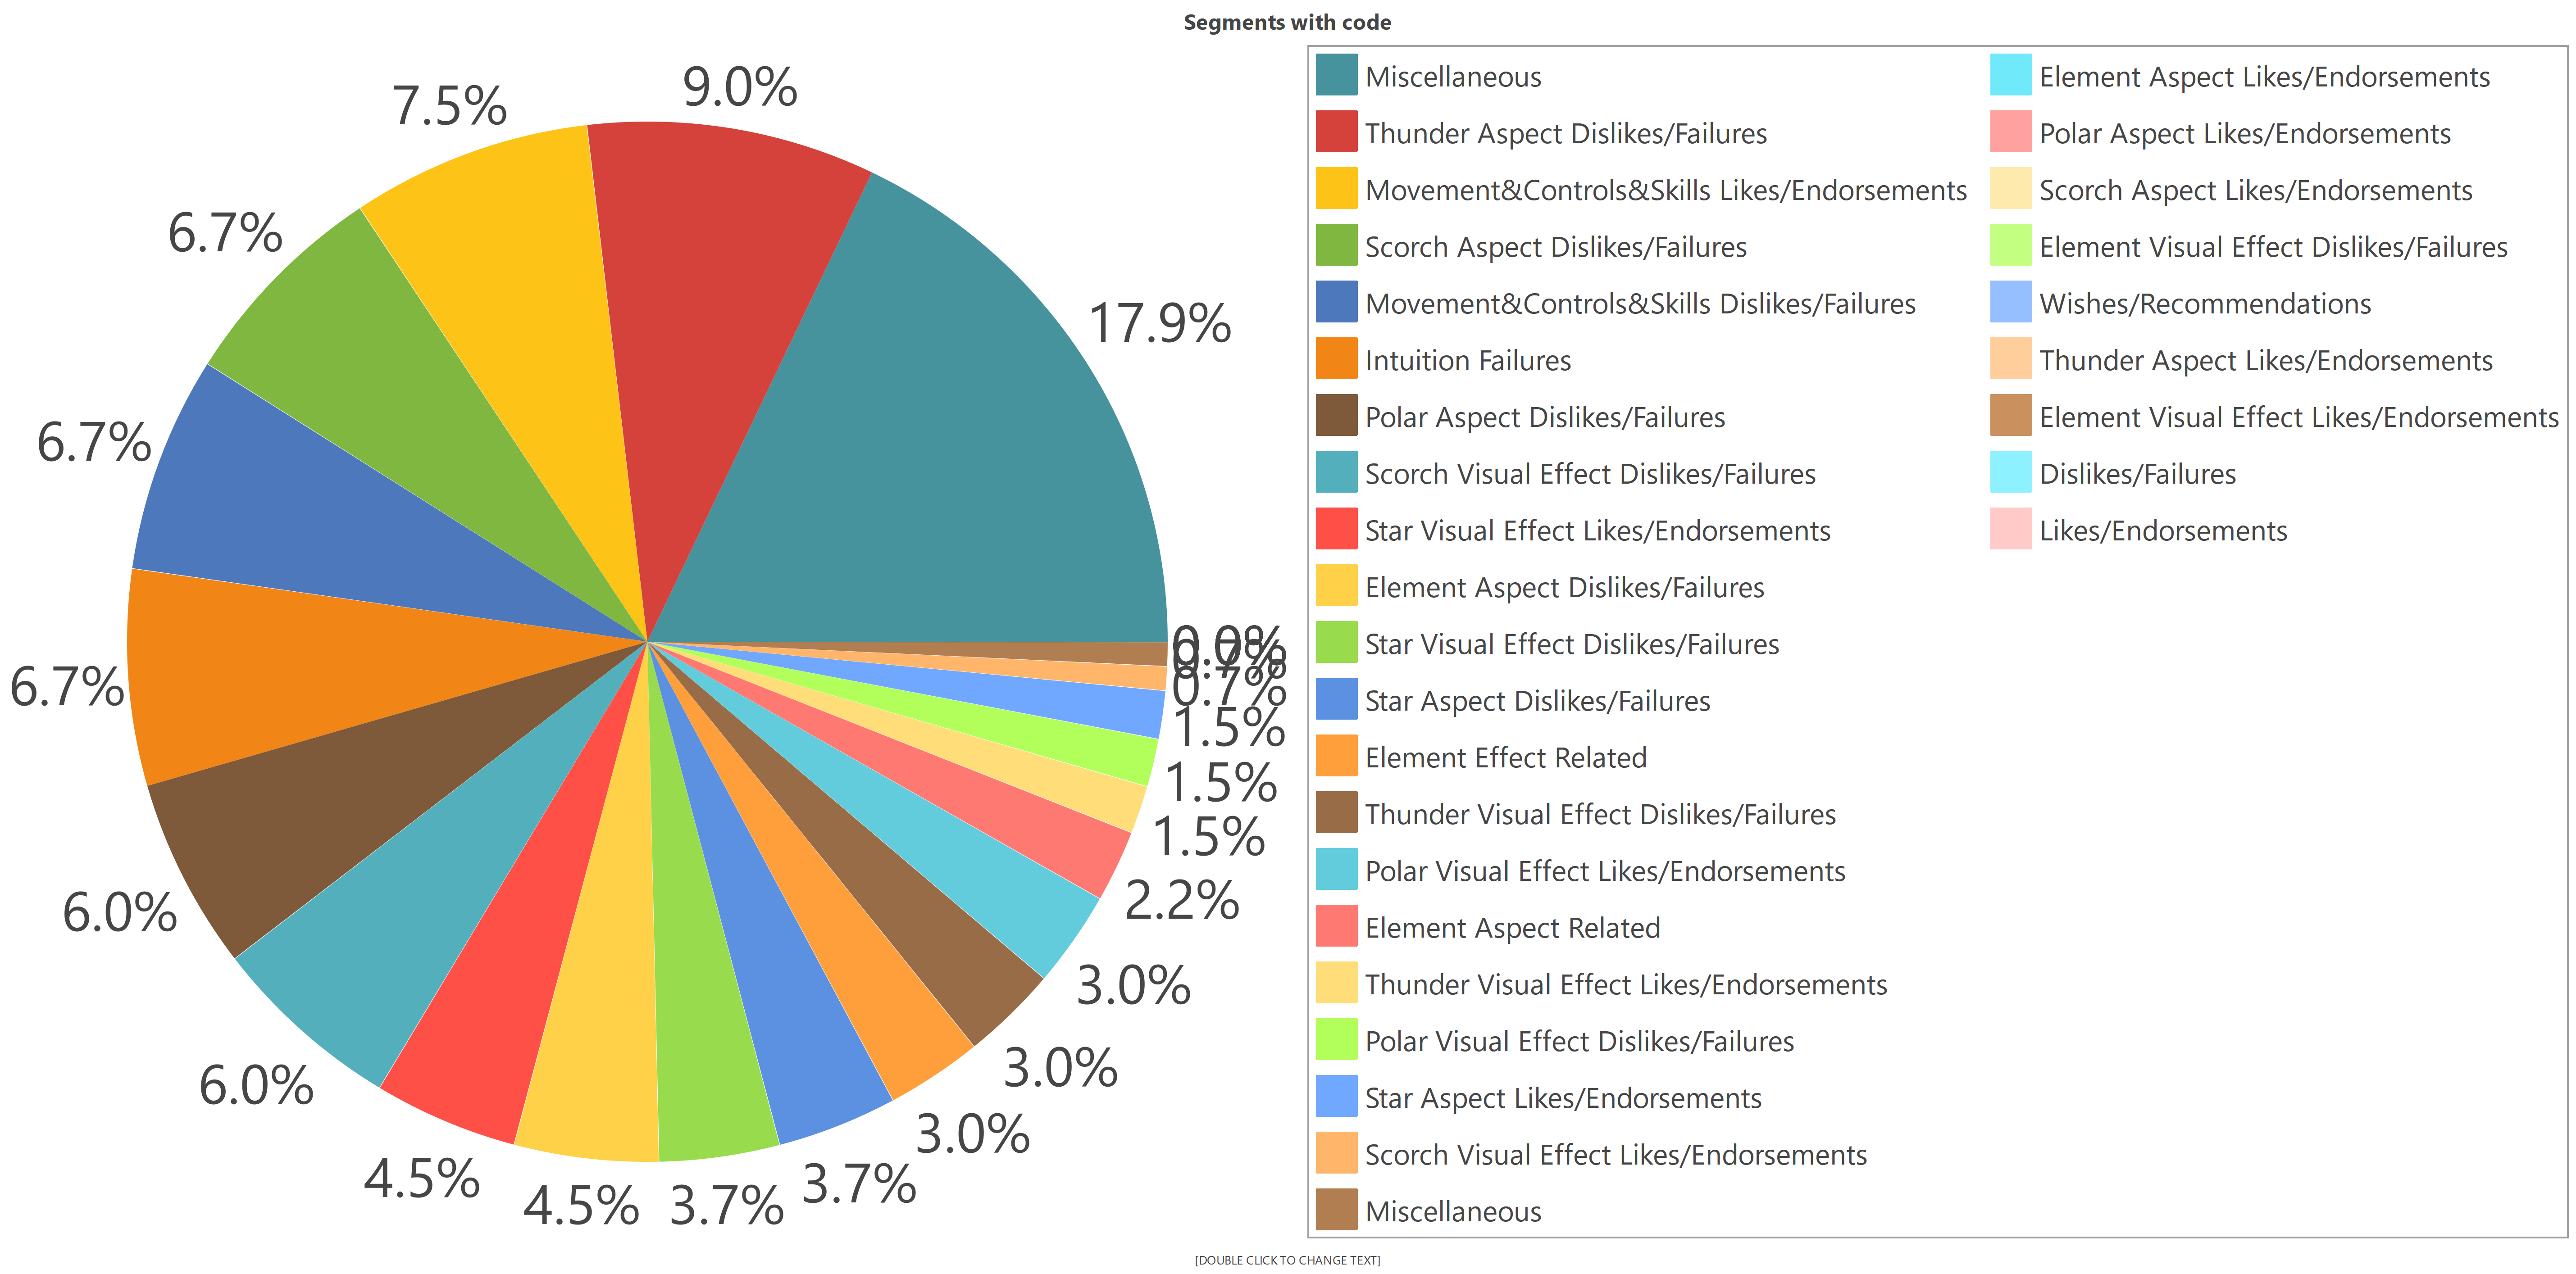 Segments with code
9.0%
7.5%
6.7%
17.9%
6.7%
6.7%
6.0%
6.0%
4.5%
4.5%
3.7%
3.7%
3.0%
3.0%
3.0%
2.2%
1.5%
1.5%
1.5%
0.7%
0.7%
0.0%
Miscellaneous
Thunder Aspect Dislikes/Failures
Movement&Controls&Skills Likes/Endorsements
Scorch Aspect Dislikes/Failures
Movement&Controls&Skills Dislikes/Failures
Intuition Failures
Polar Aspect Dislikes/Failures
Scorch Visual Effect Dislikes/Failures
Star Visual Effect Likes/Endorsements
Element Aspect Dislikes/Failures
Star Visual Effect Dislikes/Failures
Star Aspect Dislikes/Failures
Element Effect Related
Thunder Visual Effect Dislikes/Failures
Polar Visual Effect Likes/Endorsements
Element Aspect Related
Thunder Visual Effect Likes/Endorsements
Polar Visual Effect Dislikes/Failures
Star Aspect Likes/Endorsements
Scorch Visual Effect Likes/Endorsements
Miscellaneous
Element Aspect Likes/Endorsements
Polar Aspect Likes/Endorsements
Scorch Aspect Likes/Endorsements
Element Visual Effect Dislikes/Failures
Wishes/Recommendations
Thunder Aspect Likes/Endorsements
Element Visual Effect Likes/Endorsements
Dislikes/Failures
Likes/Endorsements
[DOUBLE CLICK TO CHANGE TEXT]